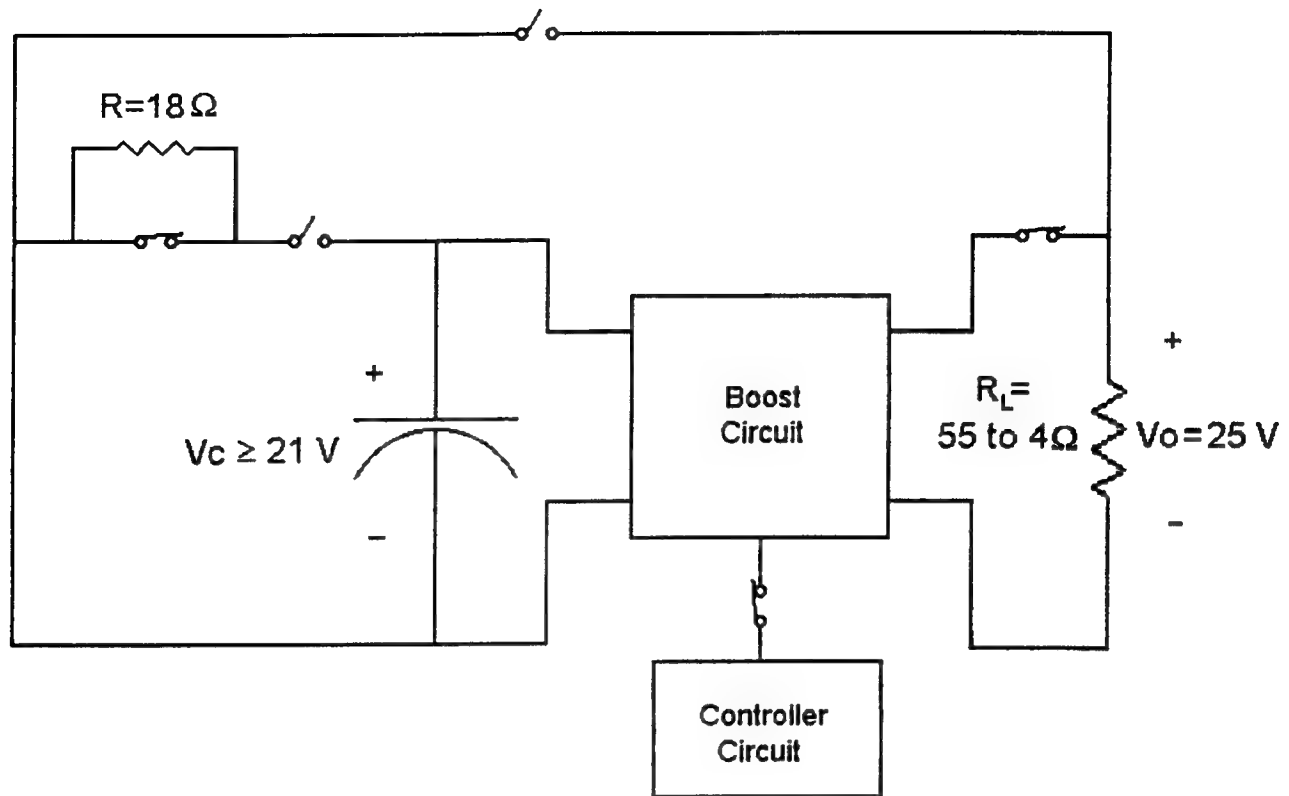 R=18Ω
+
Vc ≥ 21 V
−
Boost
Circuit
R_L=
55 to 4Ω
+
Vo=25 V
−
Controller
Circuit